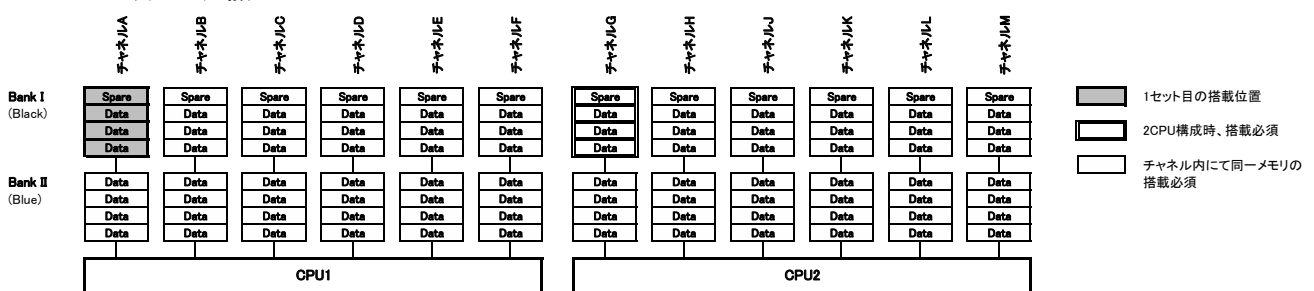 チャネルA チャネルB チャネルC チャネルD チャネルE チャネルF チャネルG チャネルH チャネルJ チャネルK チャネルL チャネルM
Bank I
(Black)
Spare Spare Spare Spare Spare Spare Spare Spare Spare Spare Spare Spare
Data Data Data Data Data Data Data Data Data Data Data Data
Data Data Data Data Data Data Data Data Data Data Data Data
Data Data Data Data Data Data Data Data Data Data Data Data
Bank II
(Blue)
Data Data Data Data Data Data Data Data Data Data Data Data
Data Data Data Data Data Data Data Data Data Data Data Data
Data Data Data Data Data Data Data Data Data Data Data Data
Data Data Data Data Data Data Data Data Data Data Data Data
CPU1 CPU2
1セット目の搭載位置
2CPU構成時、搭載必須
チャネル内にて同一メモリの
搭載必須